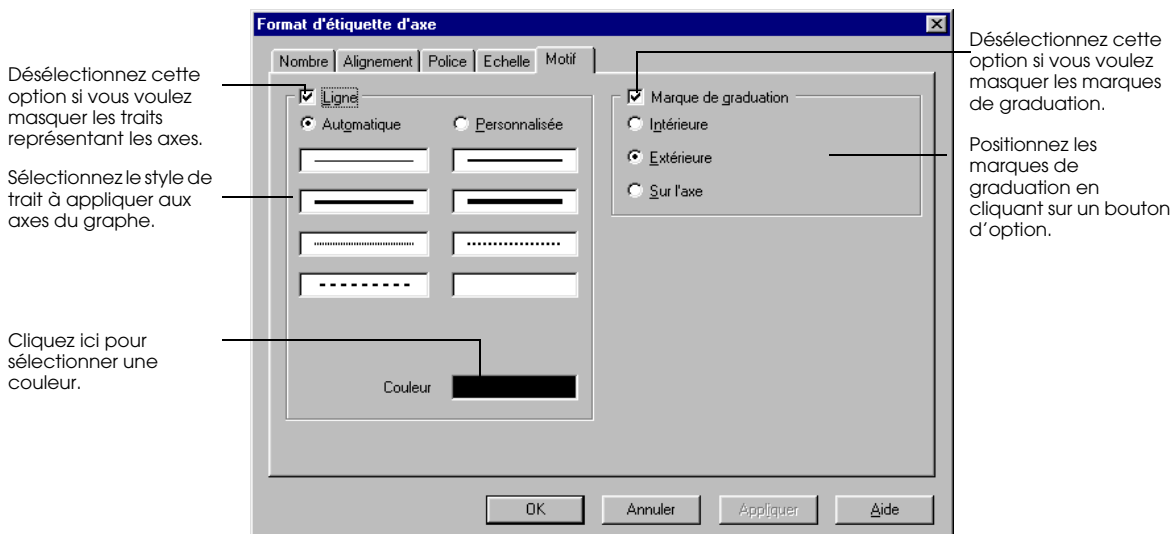 Format d'étiquette d'axe
Nombre
Alignement
Police
Echelle
Motif
Désélectionnez cette
option si vous voulez
masquer les traits
représentant les axes.
Sélectionnez le style de
trait à appliquer aux
axes du graphe.
Cliquez ici pour
sélectionner une
couleur.
Ligne
Automatique
Personnalisée
Couleur
Marque de graduation
Intérieure
Extérieure
Sur l'axe
Désélectionnez cette
option si vous voulez
masquer les marques
de graduation.
Positionnez les
marques de
graduation en
cliquant sur un bouton
d’option.
OK
Annuler
Appliquer
Aide